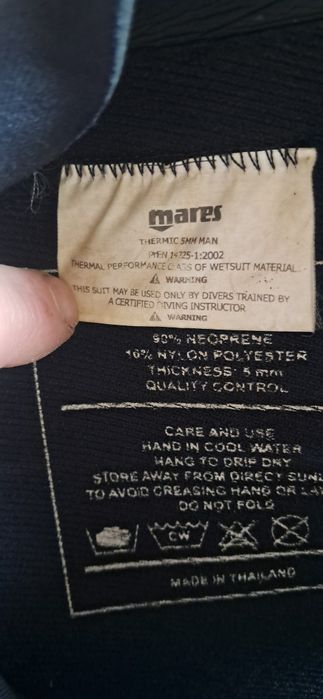 mares
THERMIC 5MM MAN
PrEN 14225-1:2002
THERMAL PERFORMANCE CLASS OF WETSUIT MATERIAL
⚠ WARNING
THIS SUIT MAY BE USED ONLY BY DIVERS TRAINED BY
A CERTIFIED DIVING INSTRUCTOR
⚠ WARNING
90% NEOPRENE
10% NYLON POLYESTER
THICKNESS: 5 mm
QUALITY CONTROL
CARE AND USE
HAND IN COOL WATER
HANG TO DRIP DRY
STORE AWAY FROM DIRECT SUNL
TO AVOID CREASING HANG OR LAY
DO NOT FOLD
CW
MADE IN THAILAND